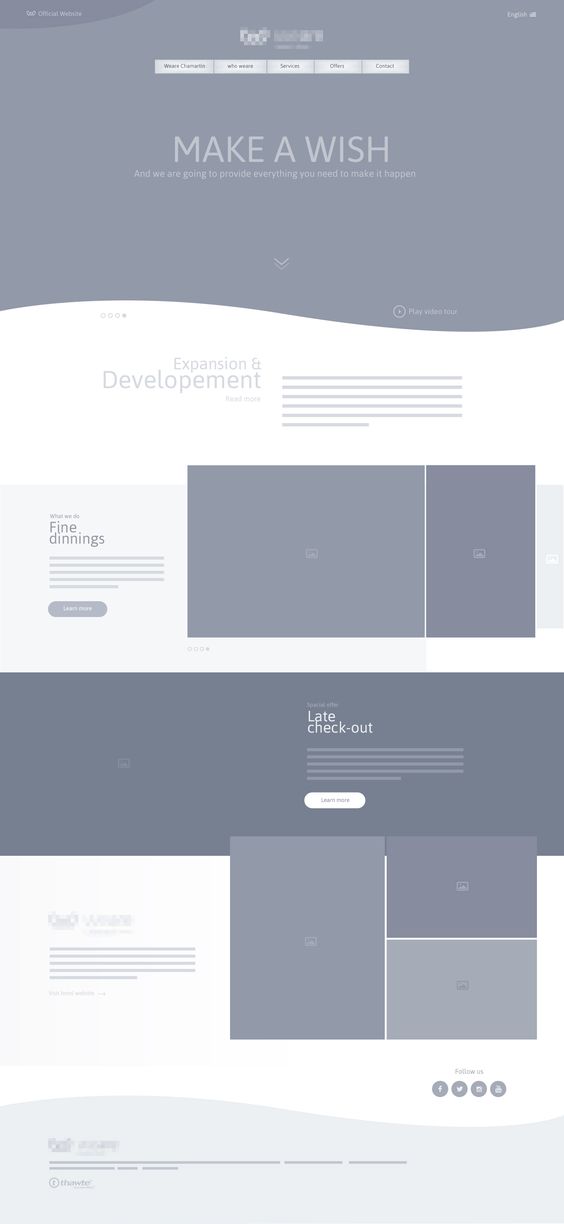 Official Website
English
Weare Chamartin
who weare
Services
Offers
Contact
MAKE A WISH
And we are going to provide everything you need to make it happen
Play video tour
Expansion &
Developement
Read more
What we do
Fine
dinnings
Learn more
Special offer
Late
check-out
Learn more
Visit hotel website
Follow us
thawte